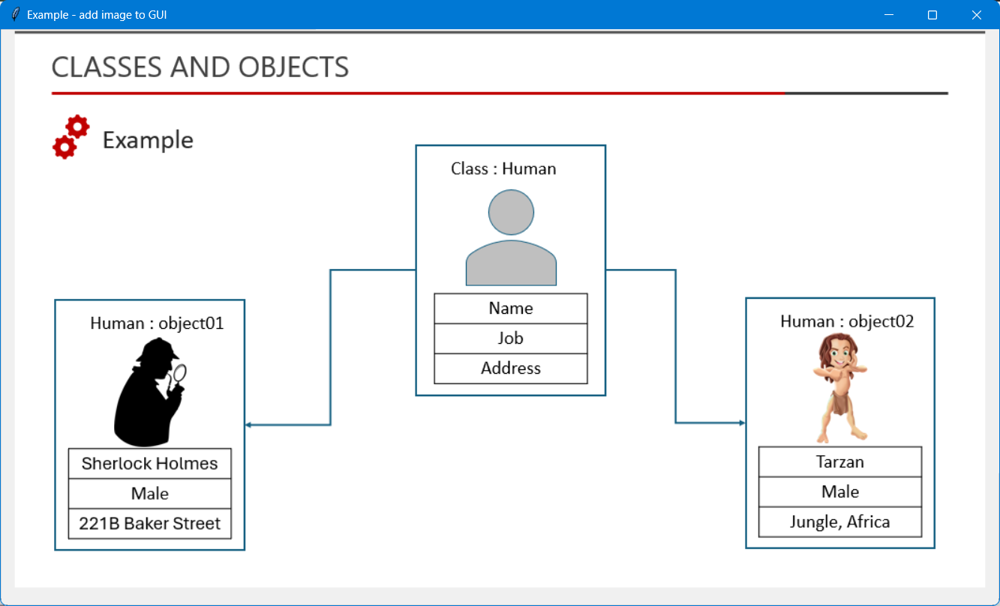 Example - add image to GUI
CLASSES AND OBJECTS
Example
Class : Human
Name
Job
Address
Human : object01
Sherlock Holmes
Male
221B Baker Street
Human : object02
Tarzan
Male
Jungle, Africa